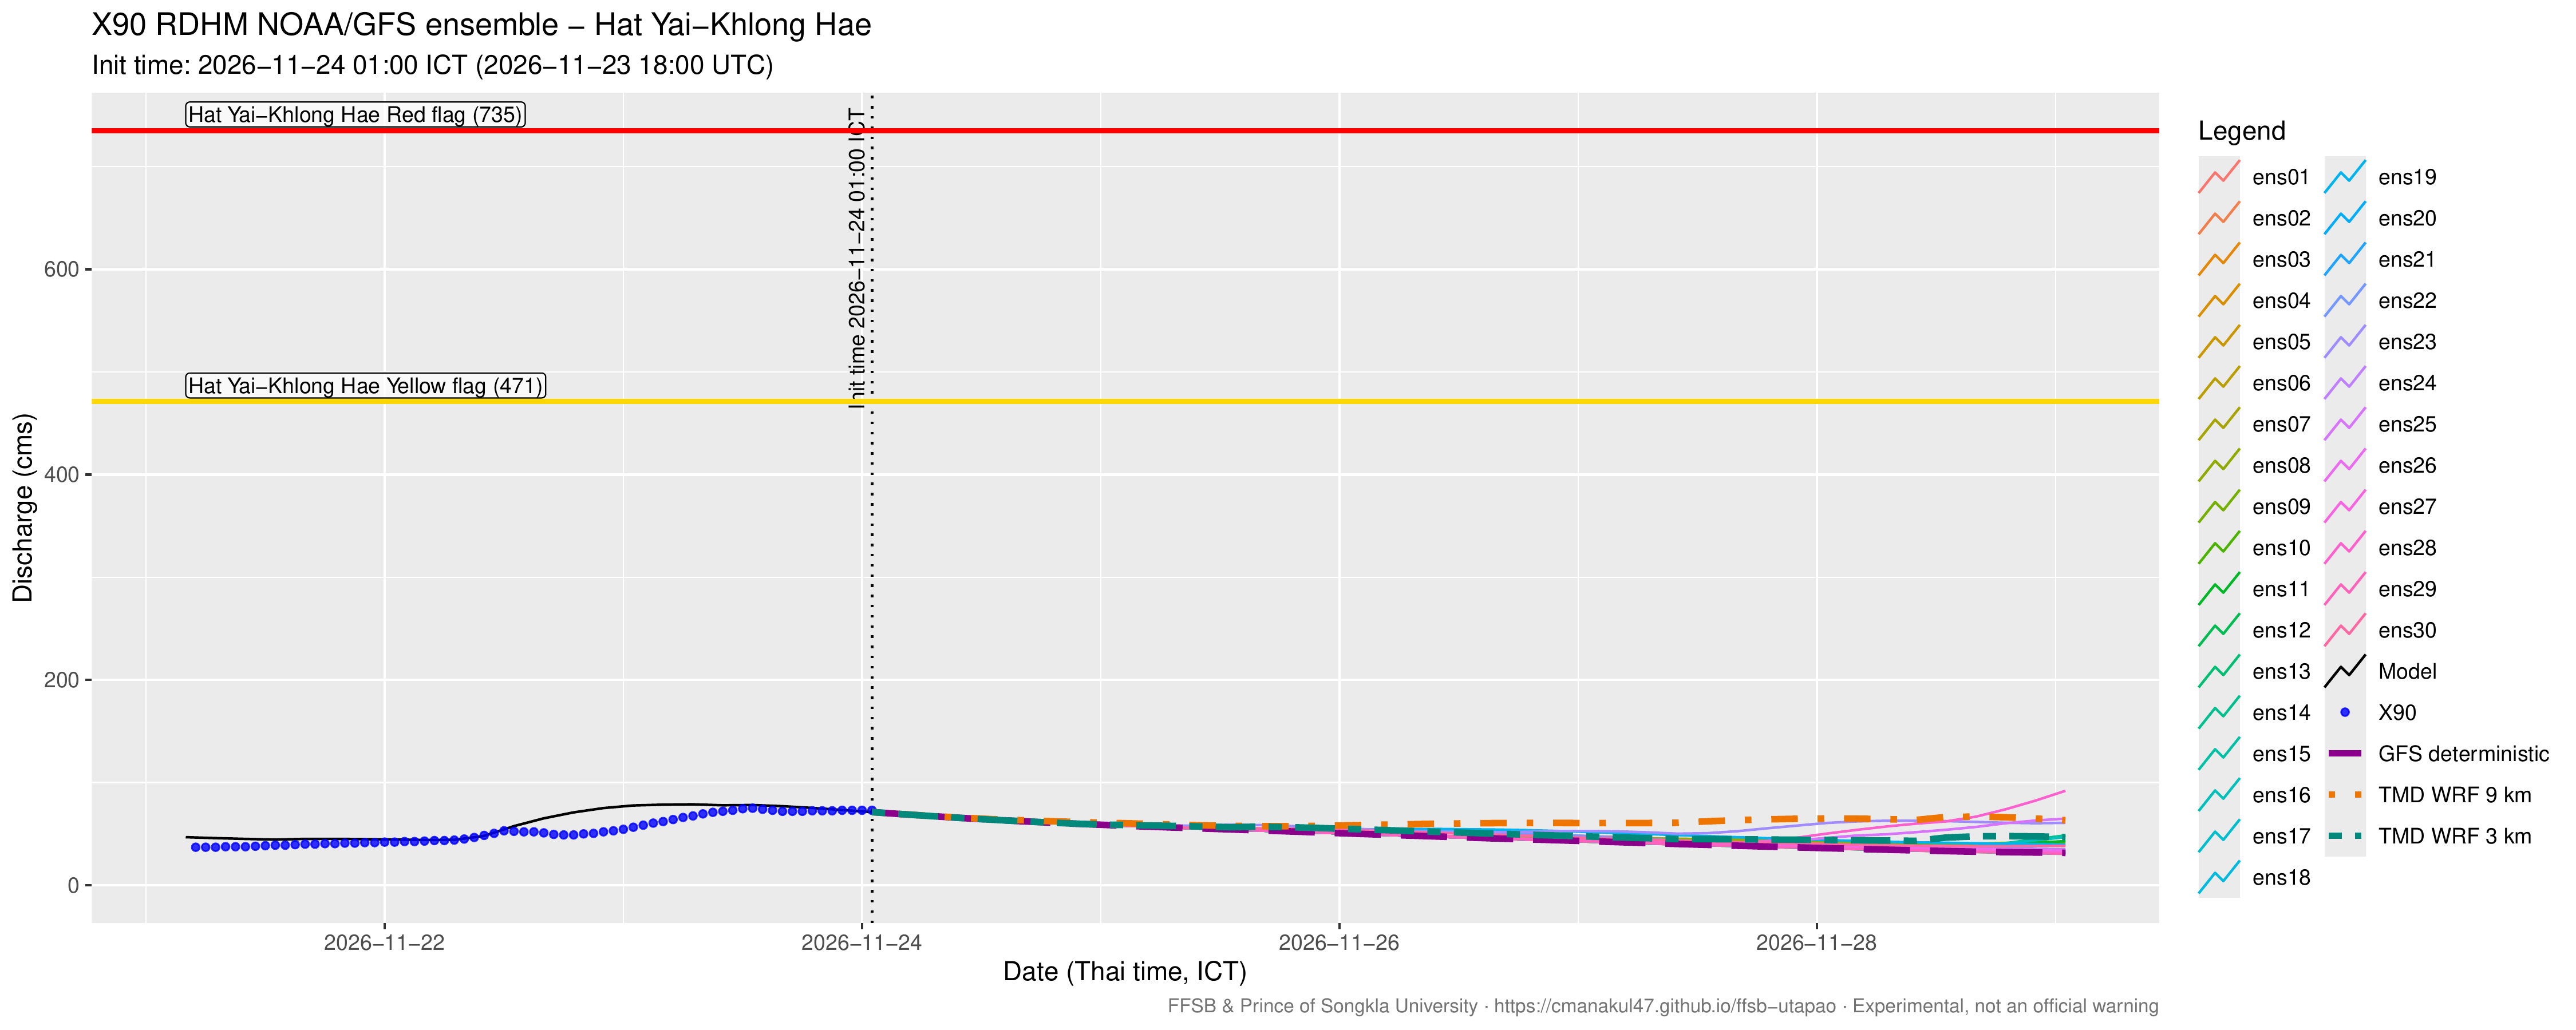 X90 RDHM NOAA/GFS ensemble − Hat Yai−Khlong Hae
Init time: 2026−11−24 01:00 ICT (2026−11−23 18:00 UTC)
Hat Yai−Khlong Hae Red flag (735)
Hat Yai−Khlong Hae Yellow flag (471)
Init time 2026−11−24 01:00 ICT
Discharge (cms)
600
400
200
0
2026−11−22
2026−11−24
2026−11−26
2026−11−28
Date (Thai time, ICT)
Legend
ens01
ens02
ens03
ens04
ens05
ens06
ens07
ens08
ens09
ens10
ens11
ens12
ens13
ens14
ens15
ens16
ens17
ens18
ens19
ens20
ens21
ens22
ens23
ens24
ens25
ens26
ens27
ens28
ens29
ens30
Model
X90
GFS deterministic
TMD WRF 9 km
TMD WRF 3 km
FFSB & Prince of Songkla University · https://cmanakul47.github.io/ffsb−utapao · Experimental, not an official warning